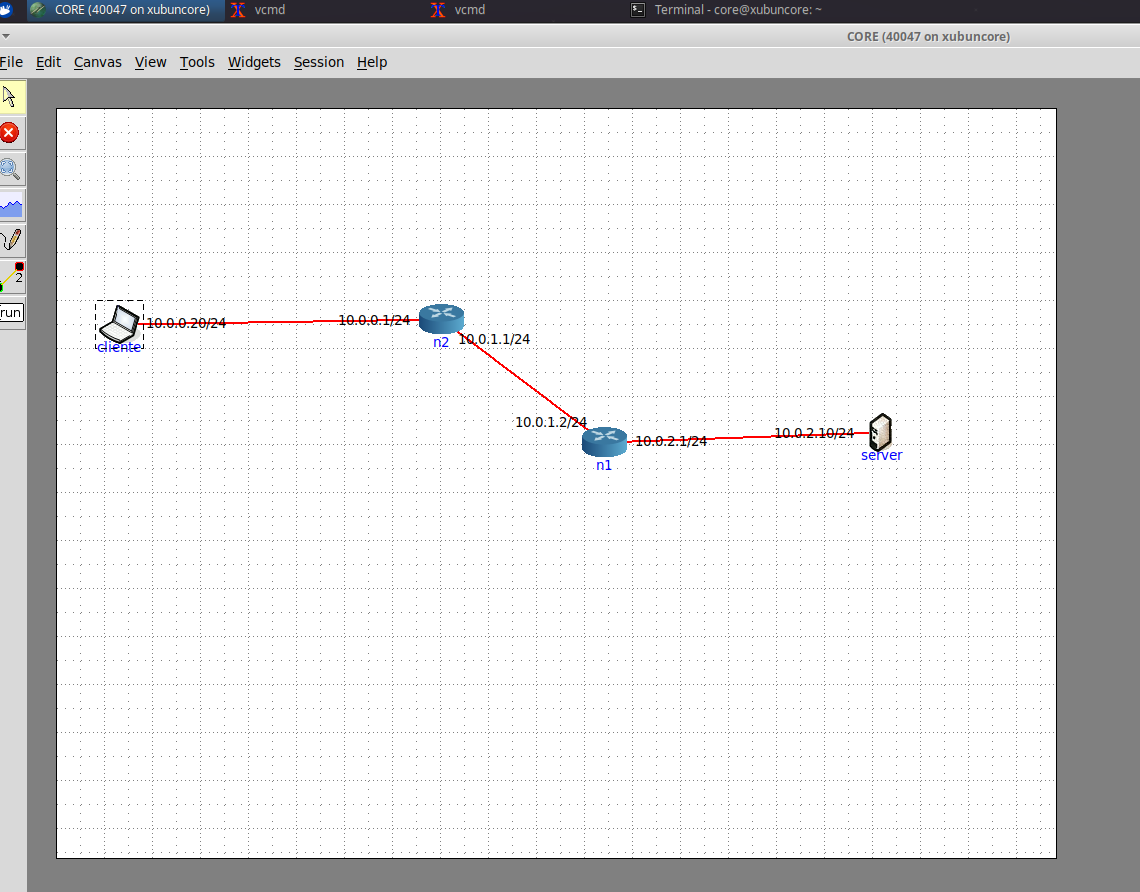 CORE (40047 on xubuncore) vcmd vcmd Terminal - core@xubuncore: ~
CORE (40047 on xubuncore)
File Edit Canvas View Tools Widgets Session Help
2
run
10.0.0.20/24 10.0.0.1/24
cliente
n2 10.0.1.1/24
10.0.1.2/24
10.0.2.1/24 10.0.2.10/24
n1
server